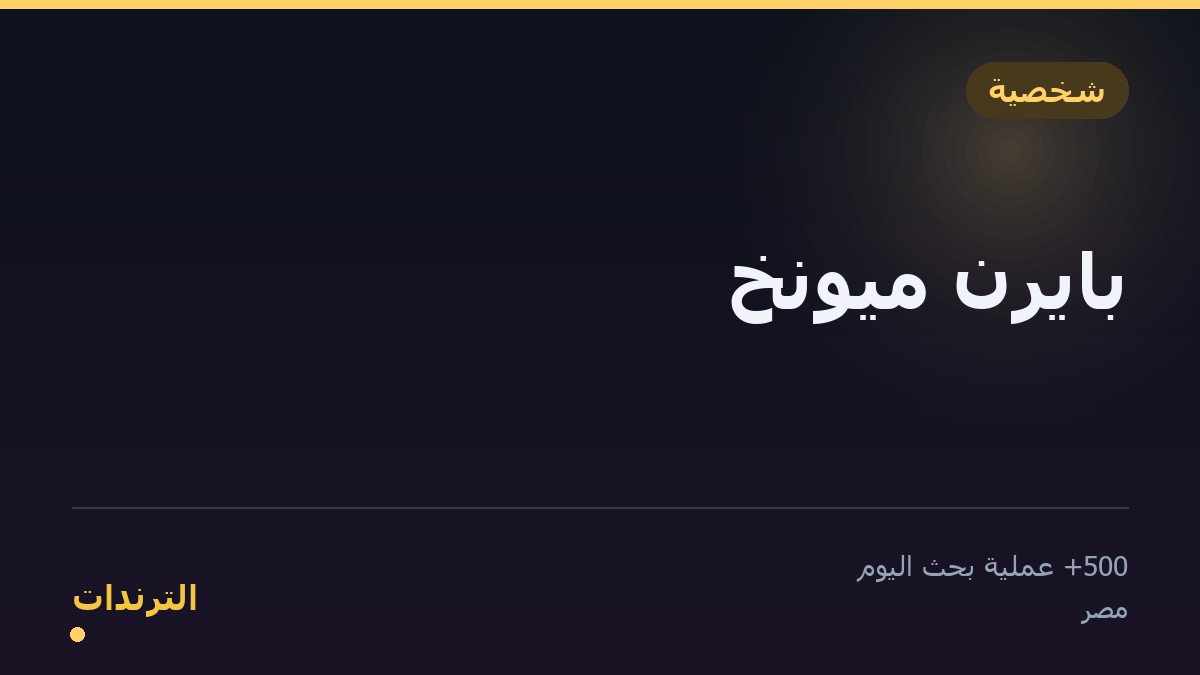 شخصية
بايرن ميونخ
500+ عملية بحث اليوم
مصر
الترندات